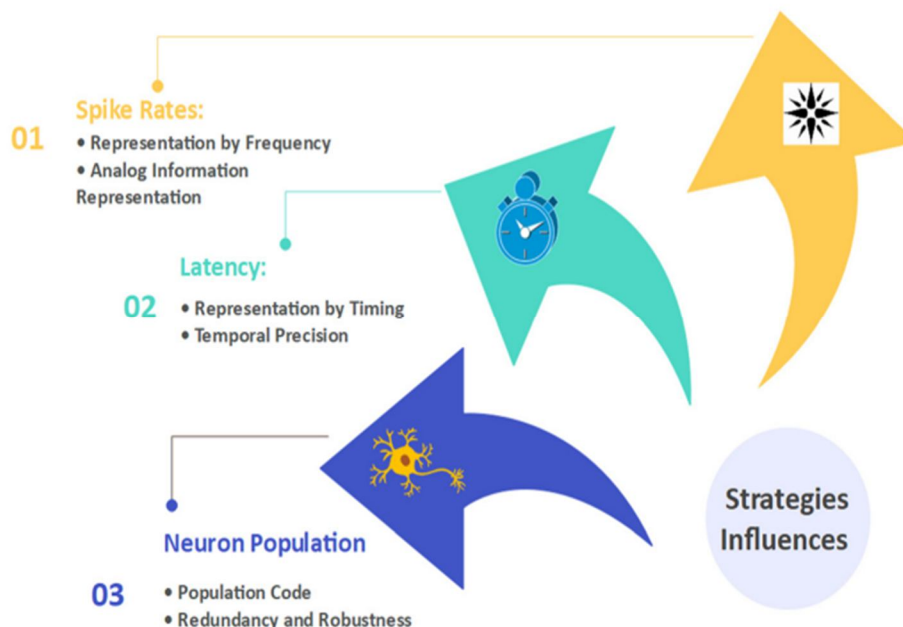 Spike Rates:
01
• Representation by Frequency
• Analog Information
Representation
Latency:
02
• Representation by Timing
• Temporal Precision
Neuron Population
03
• Population Code
• Redundancy and Robustness
Strategies
Influences